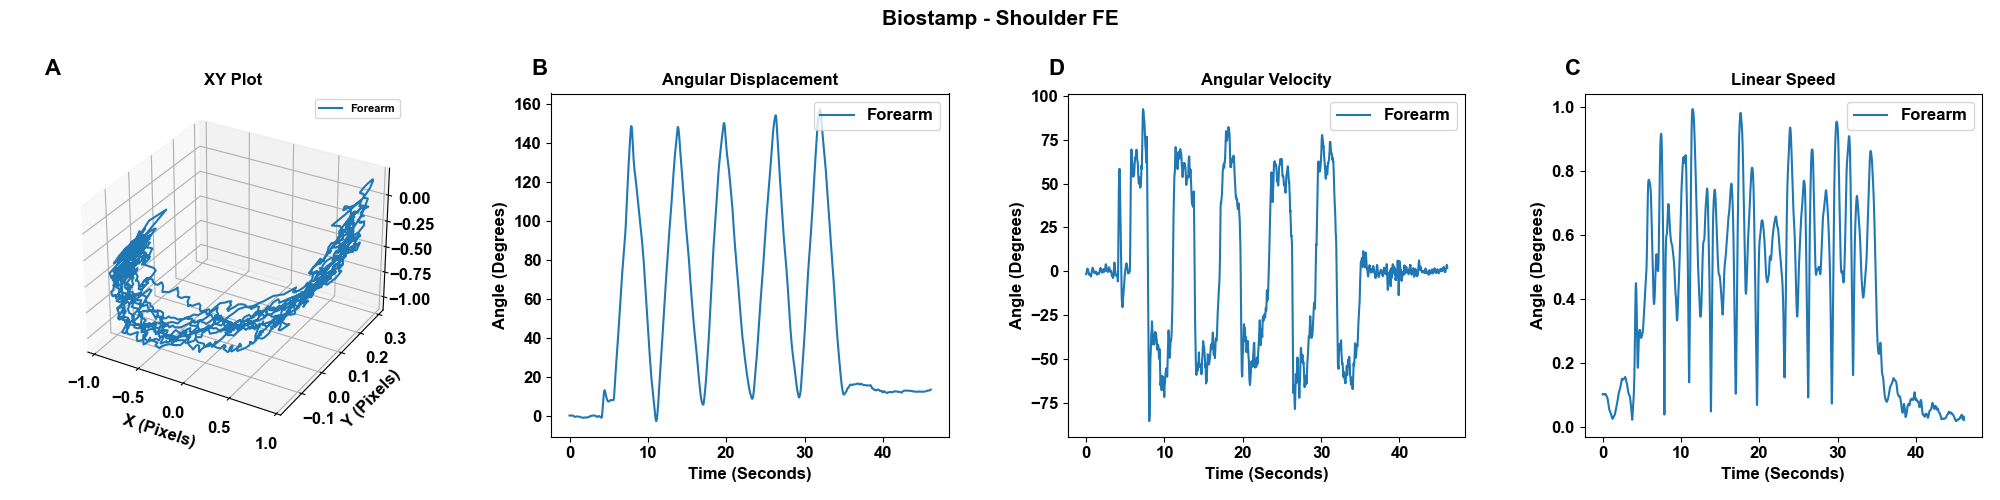 Biostamp - Shoulder FE
A
XY Plot
Forearm
0.00
−0.25
−0.50
−0.75
−1.00
0.3
0.2
0.1
0.0
−0.1
Y (Pixels)
−1.0
−0.5
0.0
0.5
1.0
X (Pixels)
B
Angular Displacement
Forearm
160
140
120
100
80
60
40
20
0
Angle (Degrees)
0 10 20 30 40
Time (Seconds)
D
Angular Velocity
Forearm
100
75
50
25
0
−25
−50
−75
Angle (Degrees)
0 10 20 30 40
Time (Seconds)
C
Linear Speed
Forearm
1.0
0.8
0.6
0.4
0.2
0.0
Angle (Degrees)
0 10 20 30 40
Time (Seconds)